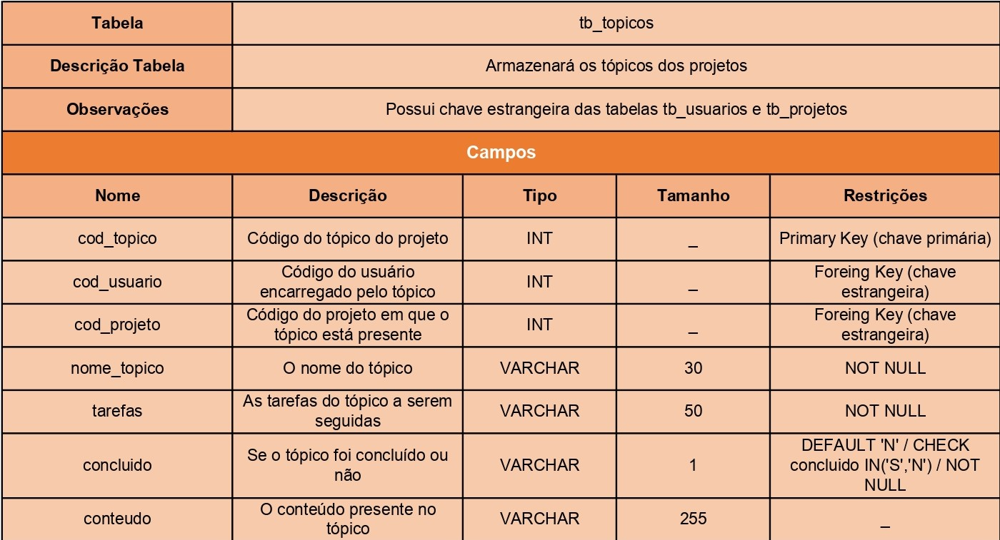 Tabela
tb_topicos
Descrição Tabela
Armazenará os tópicos dos projetos
Observações
Possui chave estrangeira das tabelas tb_usuarios e tb_projetos
Campos
Nome
Descrição
Tipo
Tamanho
Restrições
cod_topico
Código do tópico do projeto
INT
_
Primary Key (chave primária)
cod_usuario
Código do usuário
encarregado pelo tópico
INT
_
Foreing Key (chave
estrangeira)
cod_projeto
Código do projeto em que o
tópico está presente
INT
_
Foreing Key (chave
estrangeira)
nome_topico
O nome do tópico
VARCHAR
30
NOT NULL
tarefas
As tarefas do tópico a serem
seguidas
VARCHAR
50
NOT NULL
concluido
Se o tópico foi concluído ou
não
VARCHAR
1
DEFAULT 'N' / CHECK
concluido IN('S','N') / NOT
NULL
conteudo
O conteúdo presente no
tópico
VARCHAR
255
_